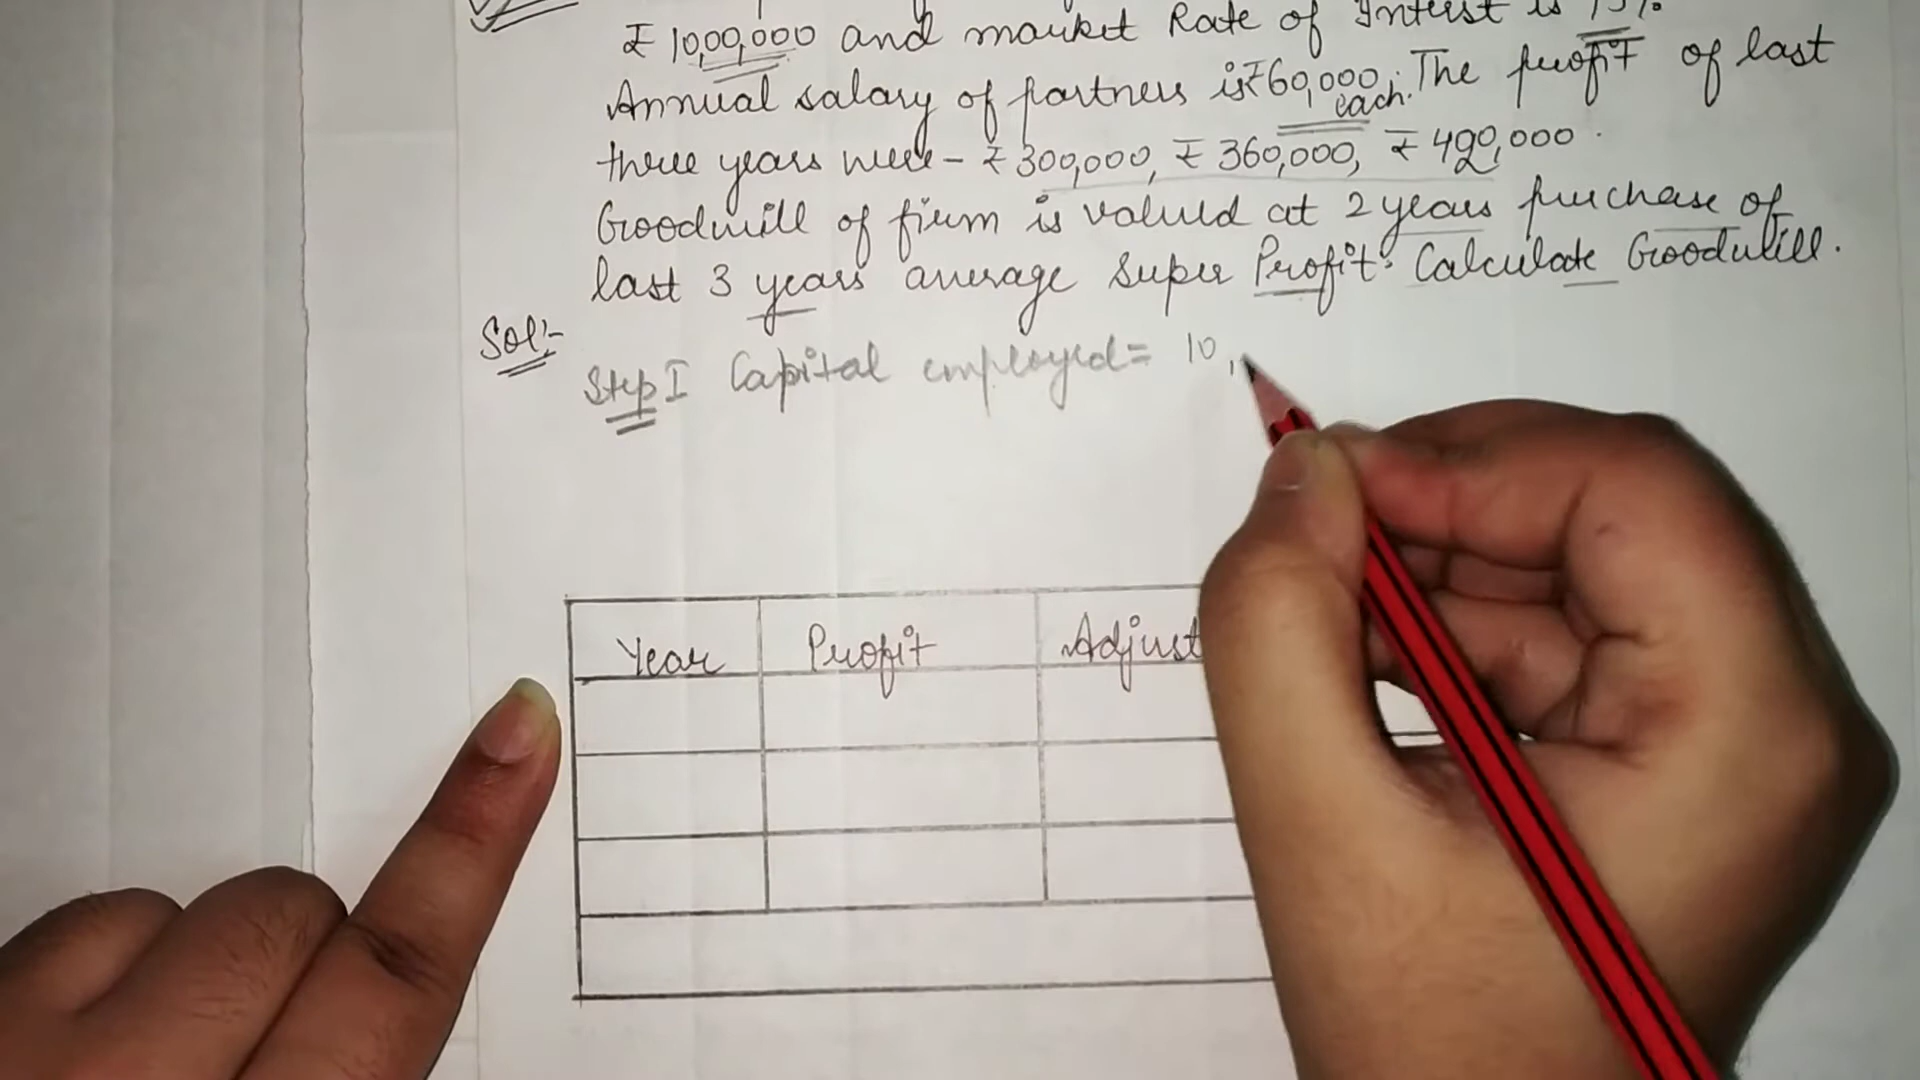 ₹ 10,00,000 and market Rate of Interest is 15%
Annual salary of partners is ₹60,000 each. The profit of last
three years were - ₹ 300,000, ₹ 360,000, ₹ 420,000.
Goodwill of firm is valued at 2 years purchase of
last 3 years average Super Profit. Calculate Goodwill.
Sol:-
Step I Capital employed = 10,
Year Profit Adjust